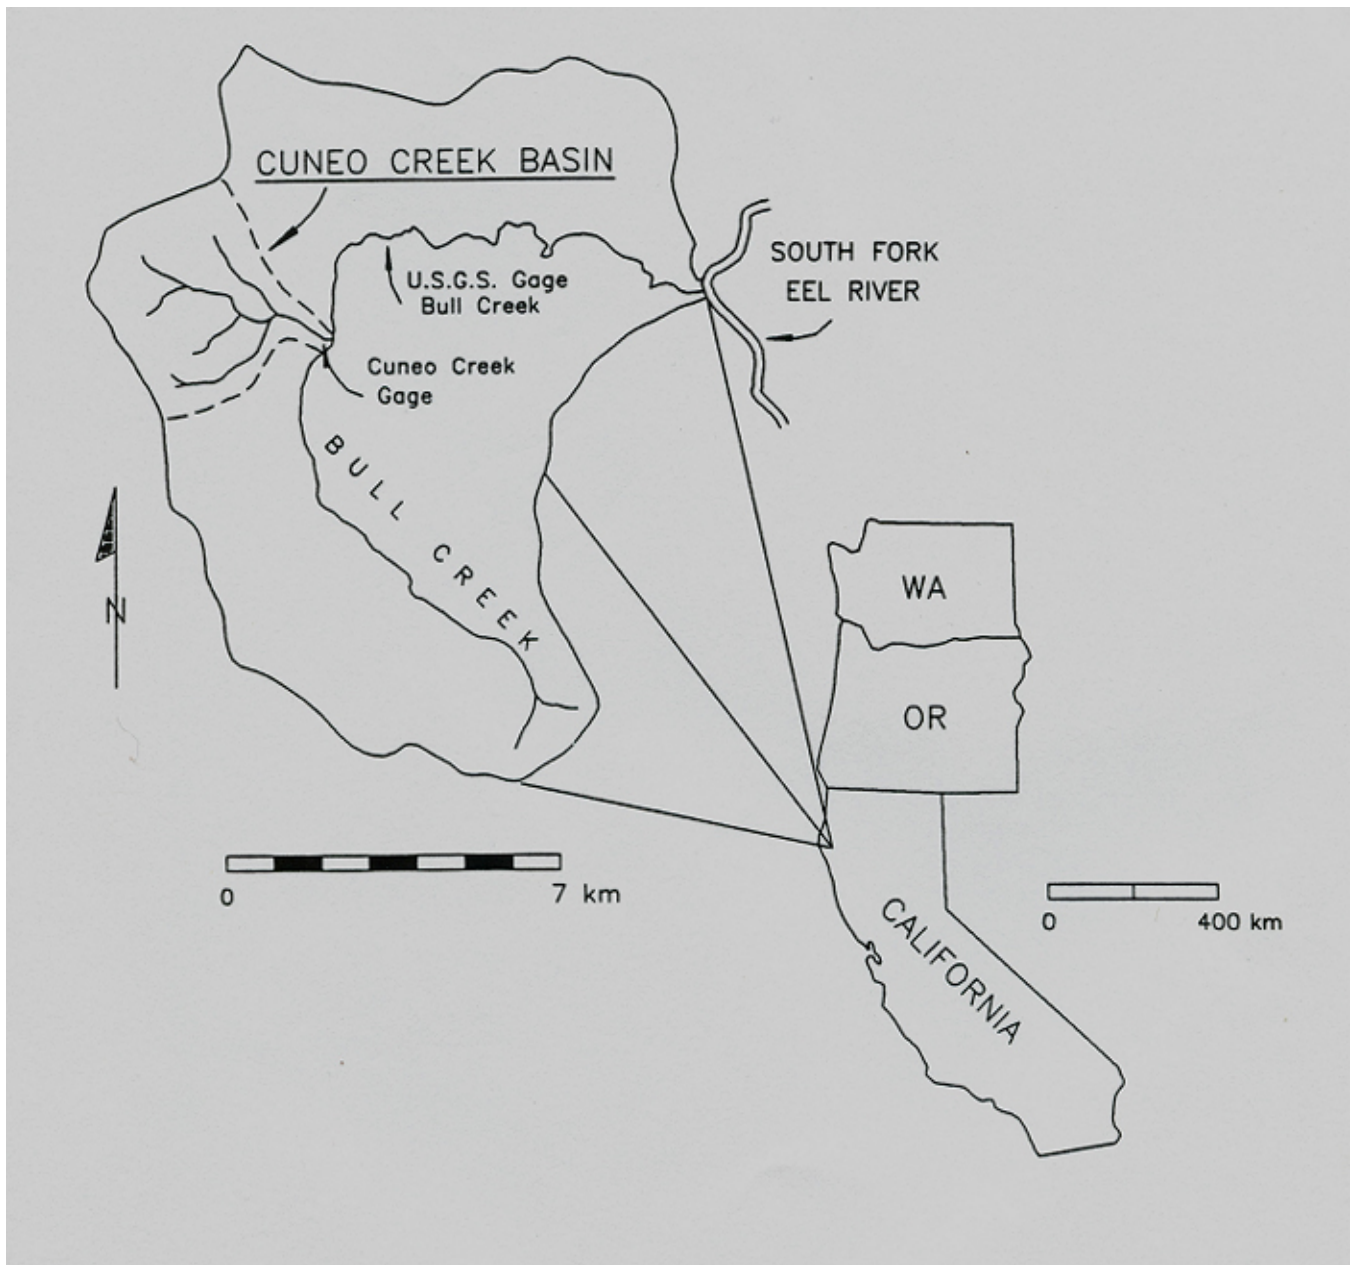 CUNEO CREEK BASIN
SOUTH FORK
EEL RIVER
U.S.G.S. Gage
Bull Creek
Cuneo Creek
Gage
BULL CREEK
N
WA
OR
0 7 km
0 400 km
CALIFORNIA